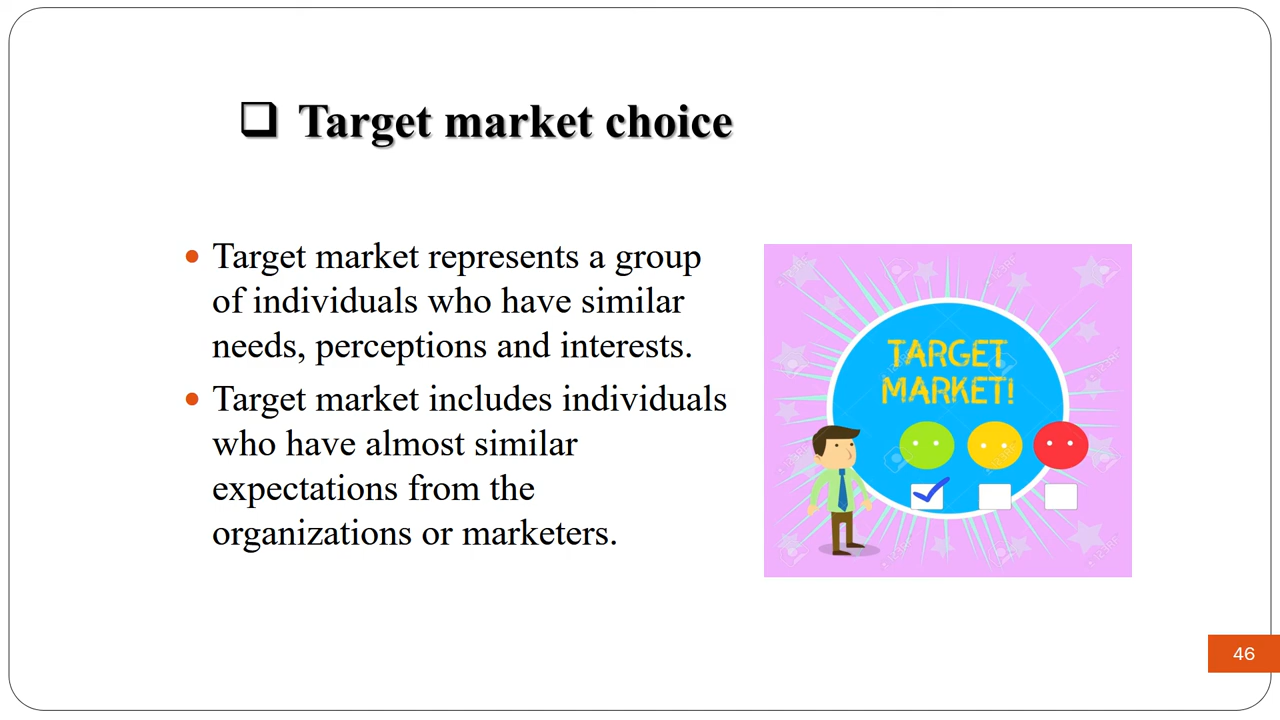 Target market choice
Target market represents a group
of individuals who have similar
needs, perceptions and interests.
Target market includes individuals
who have almost similar
expectations from the
organizations or marketers.
TARGET
MARKET!
46